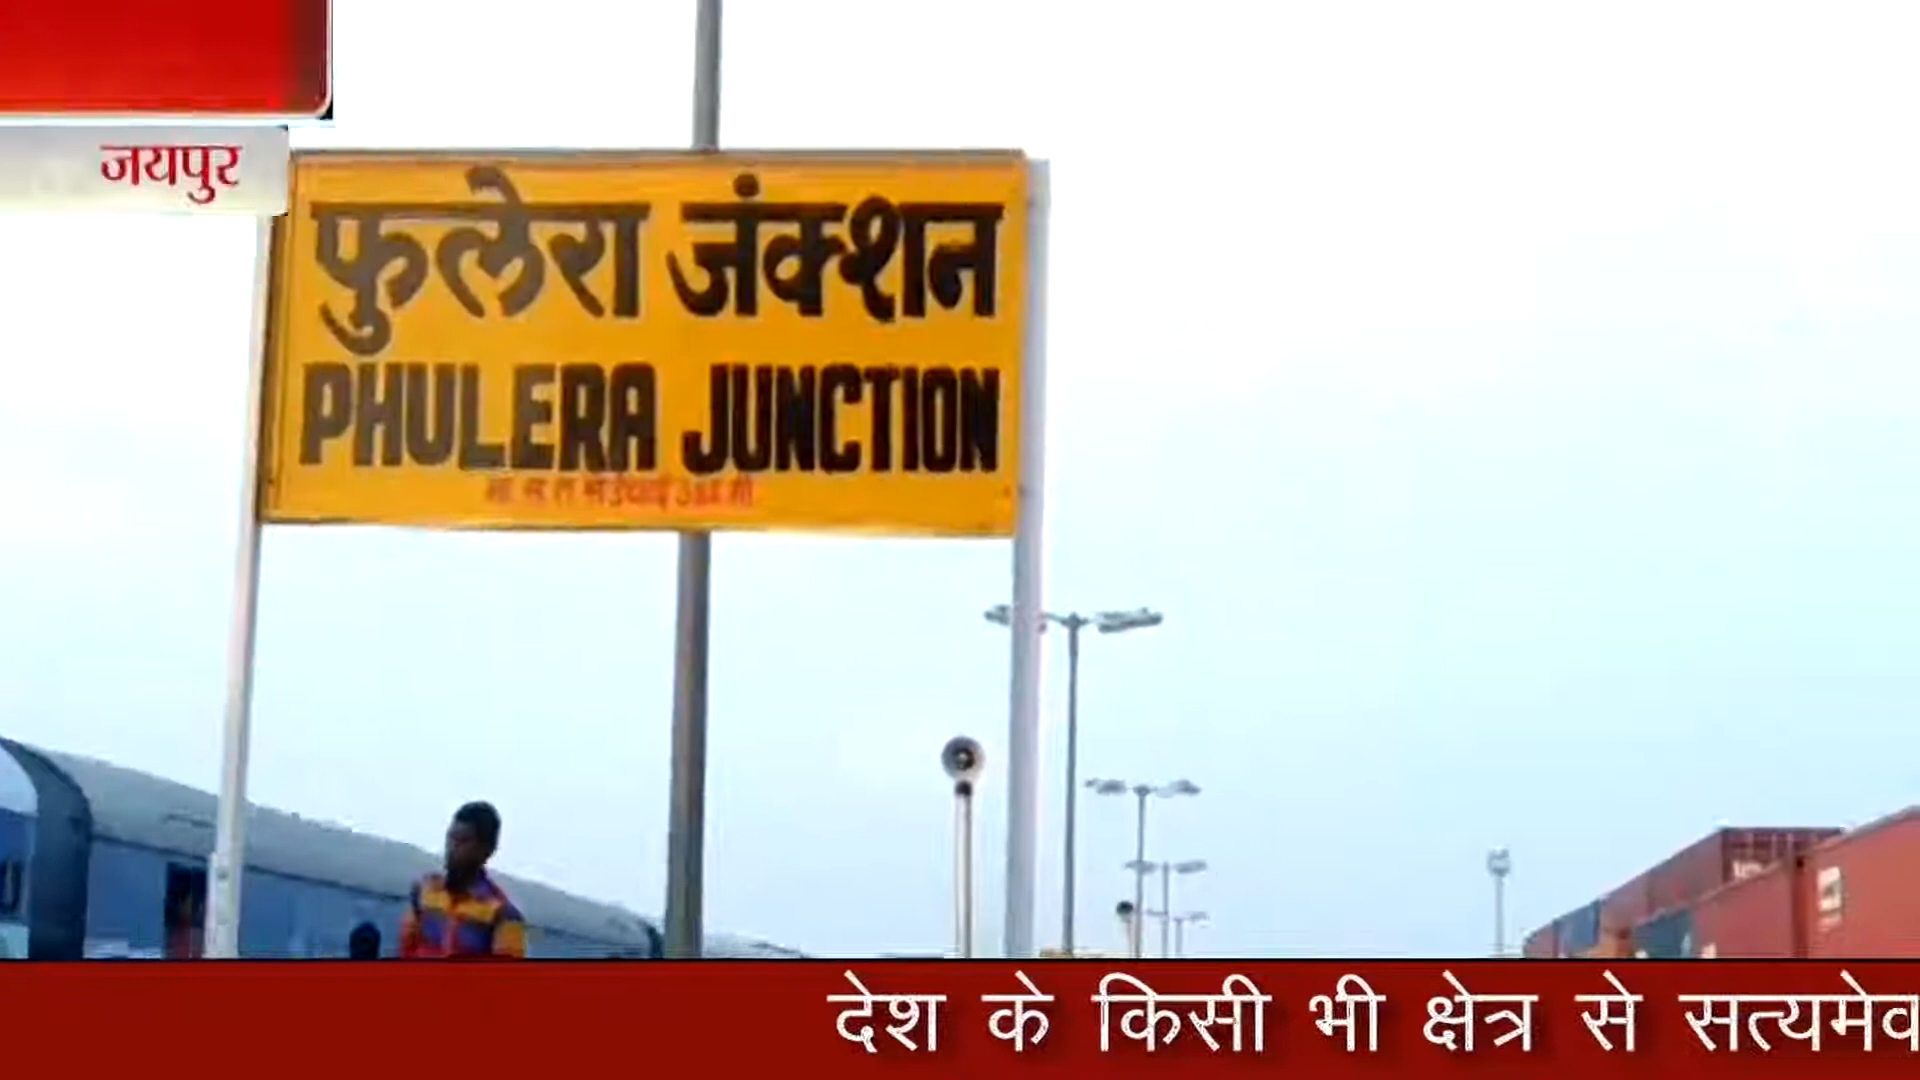 जयपुर
फुलेरा जंक्शन
PHULERA JUNCTION
देश के किसी भी क्षेत्र से सत्यमेव